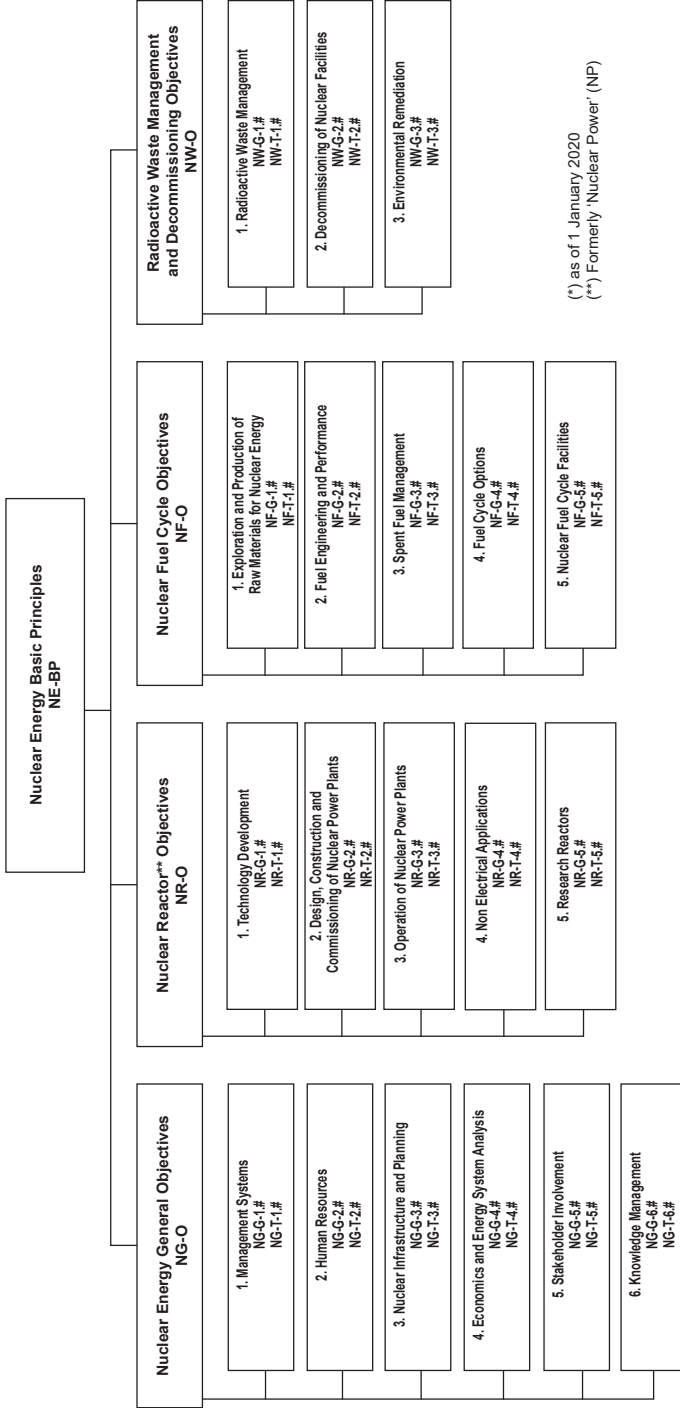 Nuclear Energy Basic Principles
NE-BP
Nuclear Energy General Objectives
NG-O
1. Management Systems
NG-G-1.#
NG-T-1.#
2. Human Resources
NG-G-2.#
NG-T-2.#
3. Nuclear Infrastructure and Planning
NG-G-3.#
NG-T-3.#
4. Economics and Energy System Analysis
NG-G-4.#
NG-T-4.#
5. Stakeholder Involvement
NG-G-5.#
NG-T-5.#
6. Knowledge Management
NG-G-6.#
NG-T-6.#
Nuclear Reactor** Objectives
NR-O
1. Technology Development
NR-G-1.#
NR-T-1.#
2. Design, Construction and
Commissioning of Nuclear Power Plants
NR-G-2.#
NR-T-2.#
3. Operation of Nuclear Power Plants
NR-G-3.#
NR-T-3.#
4. Non Electrical Applications
NR-G-4.#
NR-T-4.#
5. Research Reactors
NR-G-5.#
NR-T-5.#
Nuclear Fuel Cycle Objectives
NF-O
1. Exploration and Production of
Raw Materials for Nuclear Energy
NF-G-1.#
NF-T-1.#
2. Fuel Engineering and Performance
NF-G-2.#
NF-T-2.#
3. Spent Fuel Management
NF-G-3.#
NF-T-3.#
4. Fuel Cycle Options
NF-G-4.#
NF-T-4.#
5. Nuclear Fuel Cycle Facilities
NF-G-5.#
NF-T-5.#
Radioactive Waste Management
and Decommissioning Objectives
NW-O
1. Radioactive Waste Management
NW-G-1.#
NW-T-1.#
2. Decommissioning of Nuclear Facilities
NW-G-2.#
NW-T-2.#
3. Environmental Remediation
NW-G-3.#
NW-T-3.#
(*) as of 1 January 2020
(**) Formerly 'Nuclear Power' (NP)